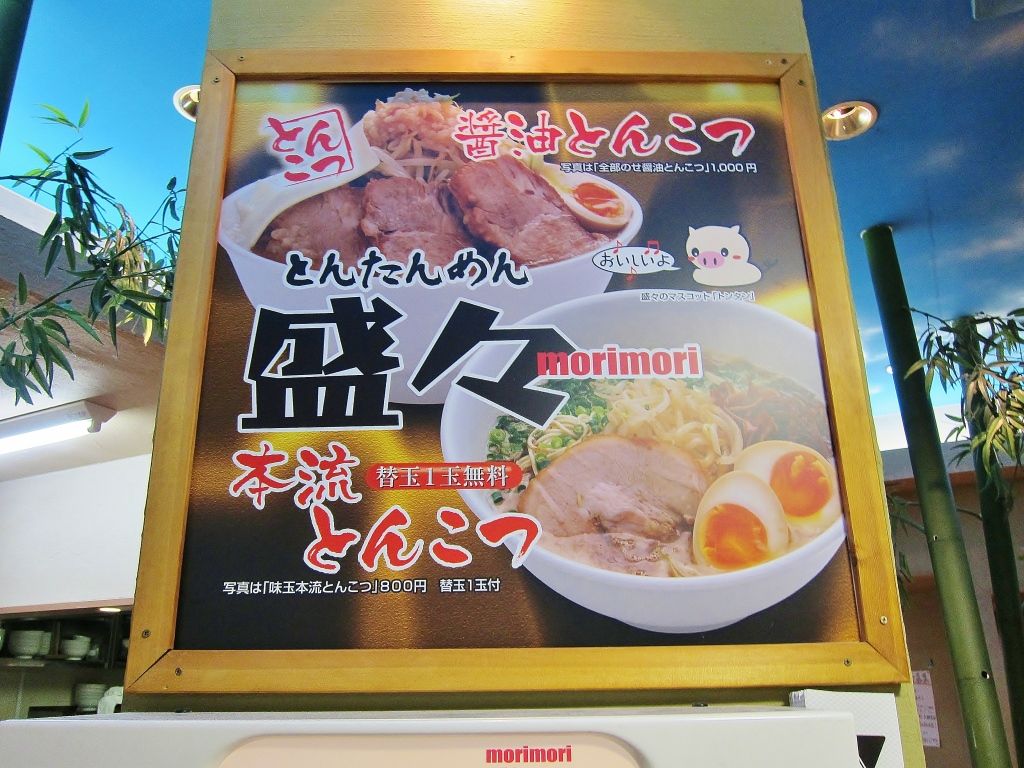 とん
こつ
醤油とんこつ
写真は「全部のせ醤油とんこつ」1,000円
おいしいよ
とんたんめん
盛々のマスコット「トンタン」
盛々
morimori
本流
替玉1玉無料
とんこつ
写真は「味玉本流とんこつ」800円 替玉1玉付
morimori